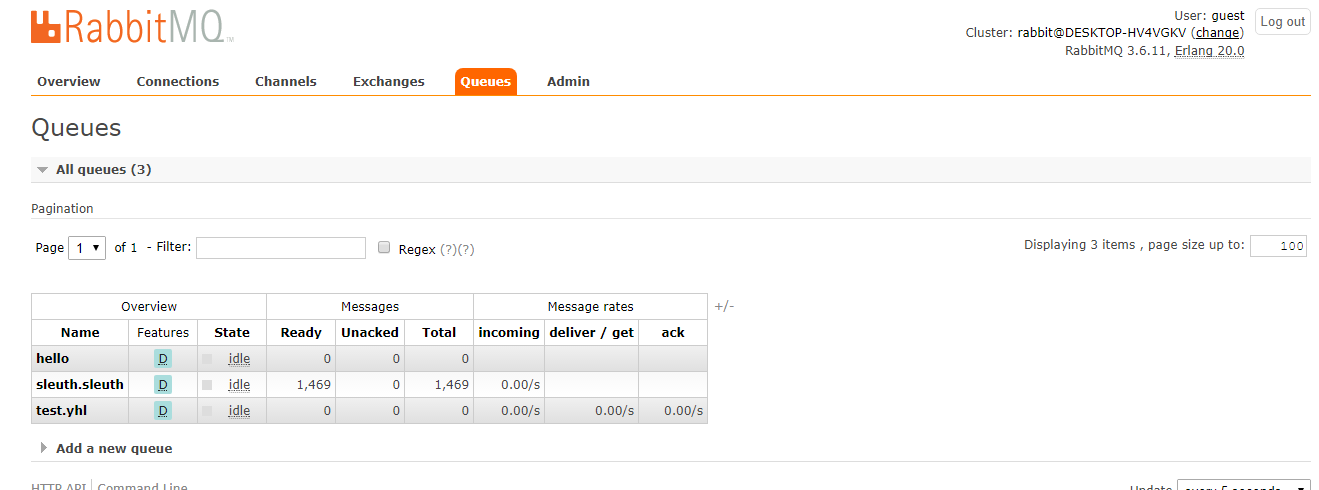 RabbitMQ™
User: guest
Cluster: rabbit@DESKTOP-HV4VGKV (change)
RabbitMQ 3.6.11, Erlang 20.0
Log out
Overview Connections Channels Exchanges Queues Admin
Queues
All queues (3)
Pagination
Page 1 of 1 - Filter: Regex (?)(?) Displaying 3 items , page size up to: 100
Overview Messages Message rates +/-
Name Features State Ready Unacked Total incoming deliver / get ack
hello D idle 0 0 0
sleuth.sleuth D idle 1,469 0 1,469 0.00/s
test.yhl D idle 0 0 0 0.00/s 0.00/s 0.00/s
Add a new queue
HTTP API Command Line Update every 5 seconds